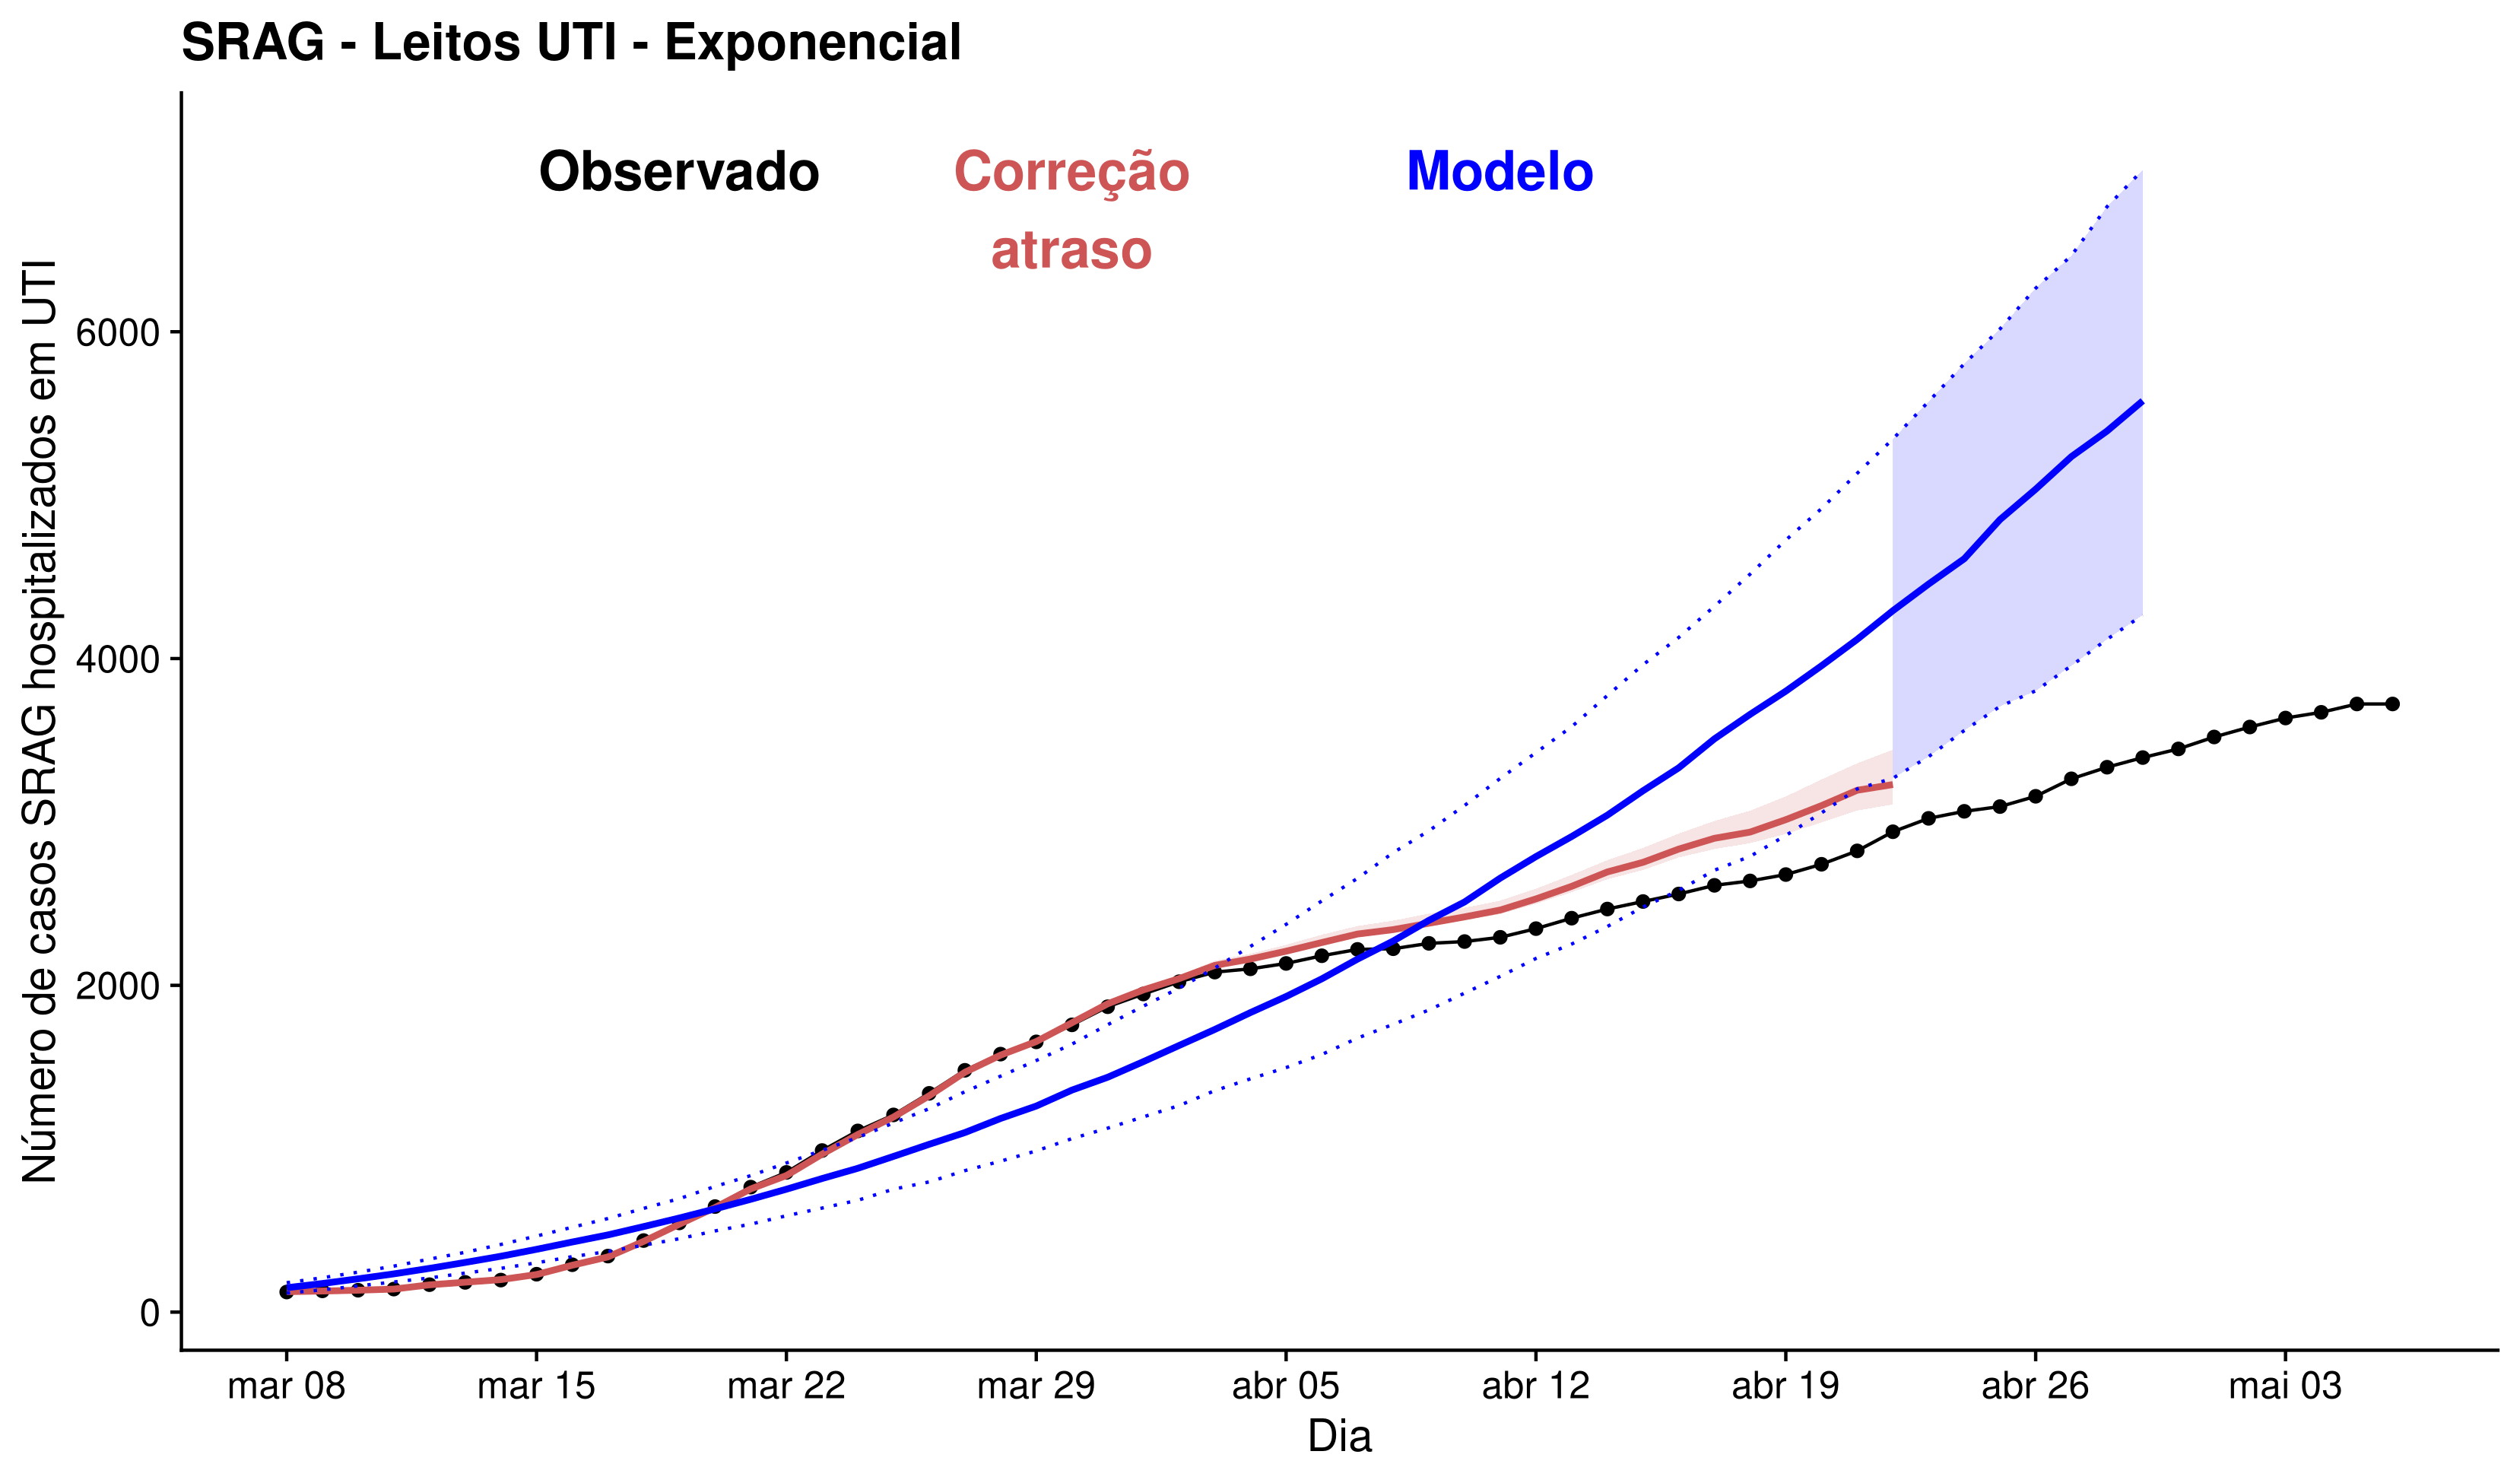 SRAG - Leitos UTI - Exponencial
Observado
Correção
atraso
Modelo
Número de casos SRAG hospitalizados em UTI
6000
4000
2000
0
mar 08
mar 15
mar 22
mar 29
abr 05
abr 12
abr 19
abr 26
mai 03
Dia